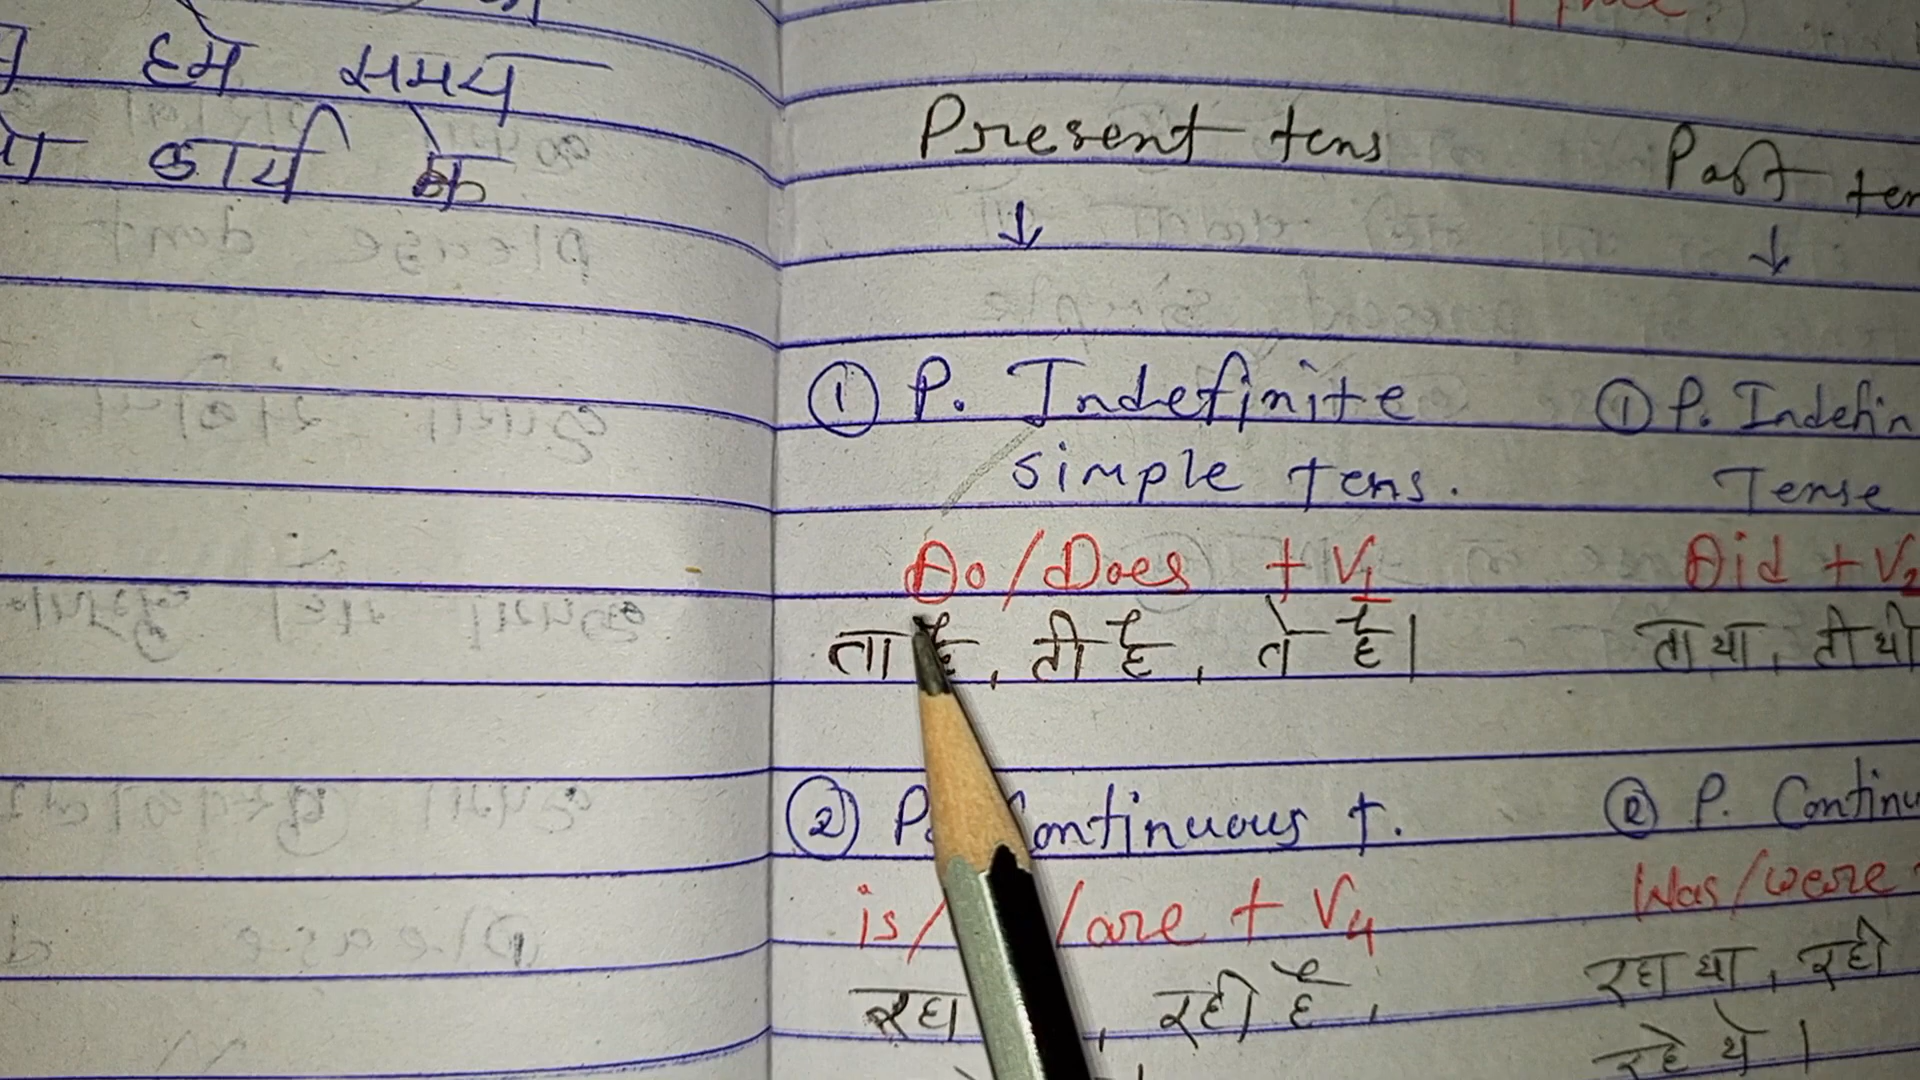 हम समय
कार्य के
Present tens
Past
↓
↓
① P. Indefinite
simple tens.
Do/Does + V1
ता है, ती है, ते है।
② Continuous t.
is/ /are + V4
रहा , रही है,
① P. Indefin
Tense
Did + V2
ता था, ती थी
② P. Continu
Was/were
रहा था, रही
रहे थे।